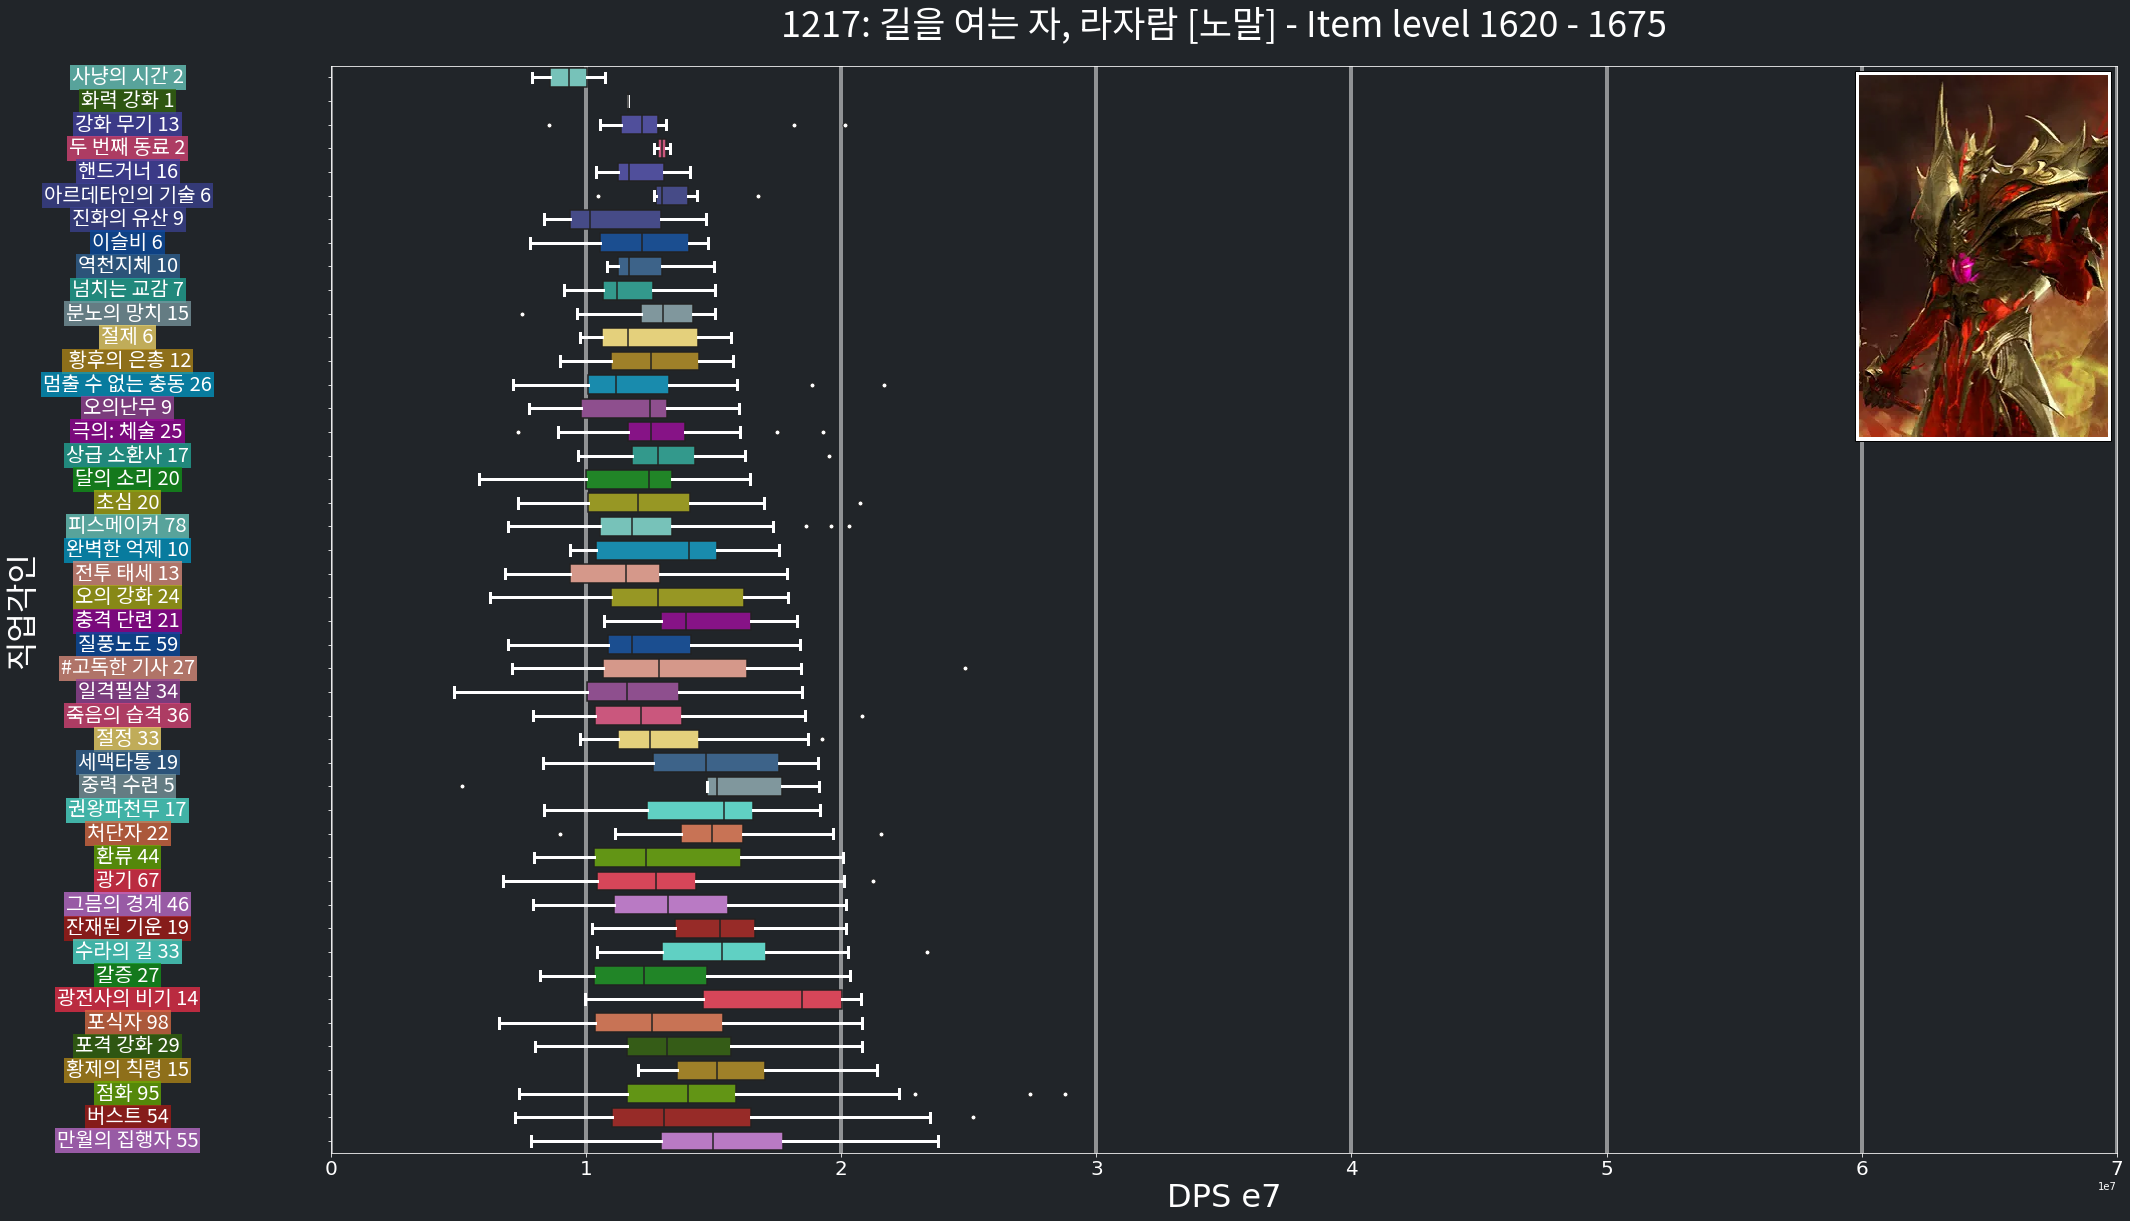 1217: 길을 여는 자, 라자람 [노말] - Item level 1620 - 1675
사냥의 시간 2
화력 강화 1
강화 무기 13
두 번째 동료 2
핸드거너 16
아르데타인의 기술 6
진화의 유산 9
이슬비 6
역천지체 10
넘치는 교감 7
분노의 망치 15
절제 6
황후의 은총 12
멈출 수 없는 충동 26
오의난무 9
극의: 체술 25
상급 소환사 17
달의 소리 20
초심 20
피스메이커 78
완벽한 억제 10
전투 태세 13
오의 강화 24
충격 단련 21
질풍노도 59
#고독한 기사 27
일격필살 34
죽음의 습격 36
절정 33
세맥타통 19
중력 수련 5
권왕파천무 17
처단자 22
환류 44
광기 67
그믐의 경계 46
잔재된 기운 19
수라의 길 33
갈증 27
광전사의 비기 14
포식자 98
포격 강화 29
황제의 칙령 15
점화 95
버스트 54
만월의 집행자 55
직업각인
0 1 2 3 4 5 6 7
1e7
DPS e7